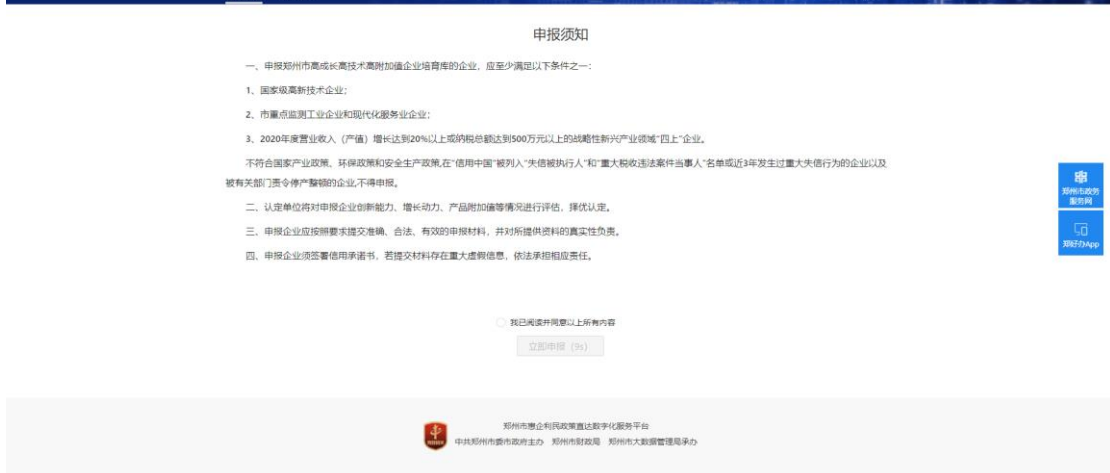 申报须知
一、申报郑州市高成长高技术高附加值企业培育库的企业，应至少满足以下条件之一：
1、国家级高新技术企业；
2、市重点监测工业企业和现代化服务业企业；
3、2020年度营业收入（产值）增长达到20%以上或纳税总额达到500万元以上的战略性新兴产业领域“四上”企业。
不符合国家产业政策、环保政策和安全生产政策,在“信用中国”被列入“失信被执行人”和“重大税收违法案件当事人”名单或近3年发生过重大失信行为的企业以及
被有关部门责令停产整顿的企业,不得申报。
二、认定单位将对申报企业创新能力、增长动力、产品附加值等情况进行评估，择优认定。
三、申报企业应按照要求提交准确、合法、有效的申报材料，并对所提供资料的真实性负责。
四、申报企业须签署信用承诺书，若提交材料存在重大虚假信息，依法承担相应责任。
郑州市政务
服务网
郑好办App
我已阅读并同意以上所有内容
立即申报（9s）
郑州市惠企利民政策直达数字化服务平台
中共郑州市委市政府主办 郑州市财政局 郑州市大数据管理局承办